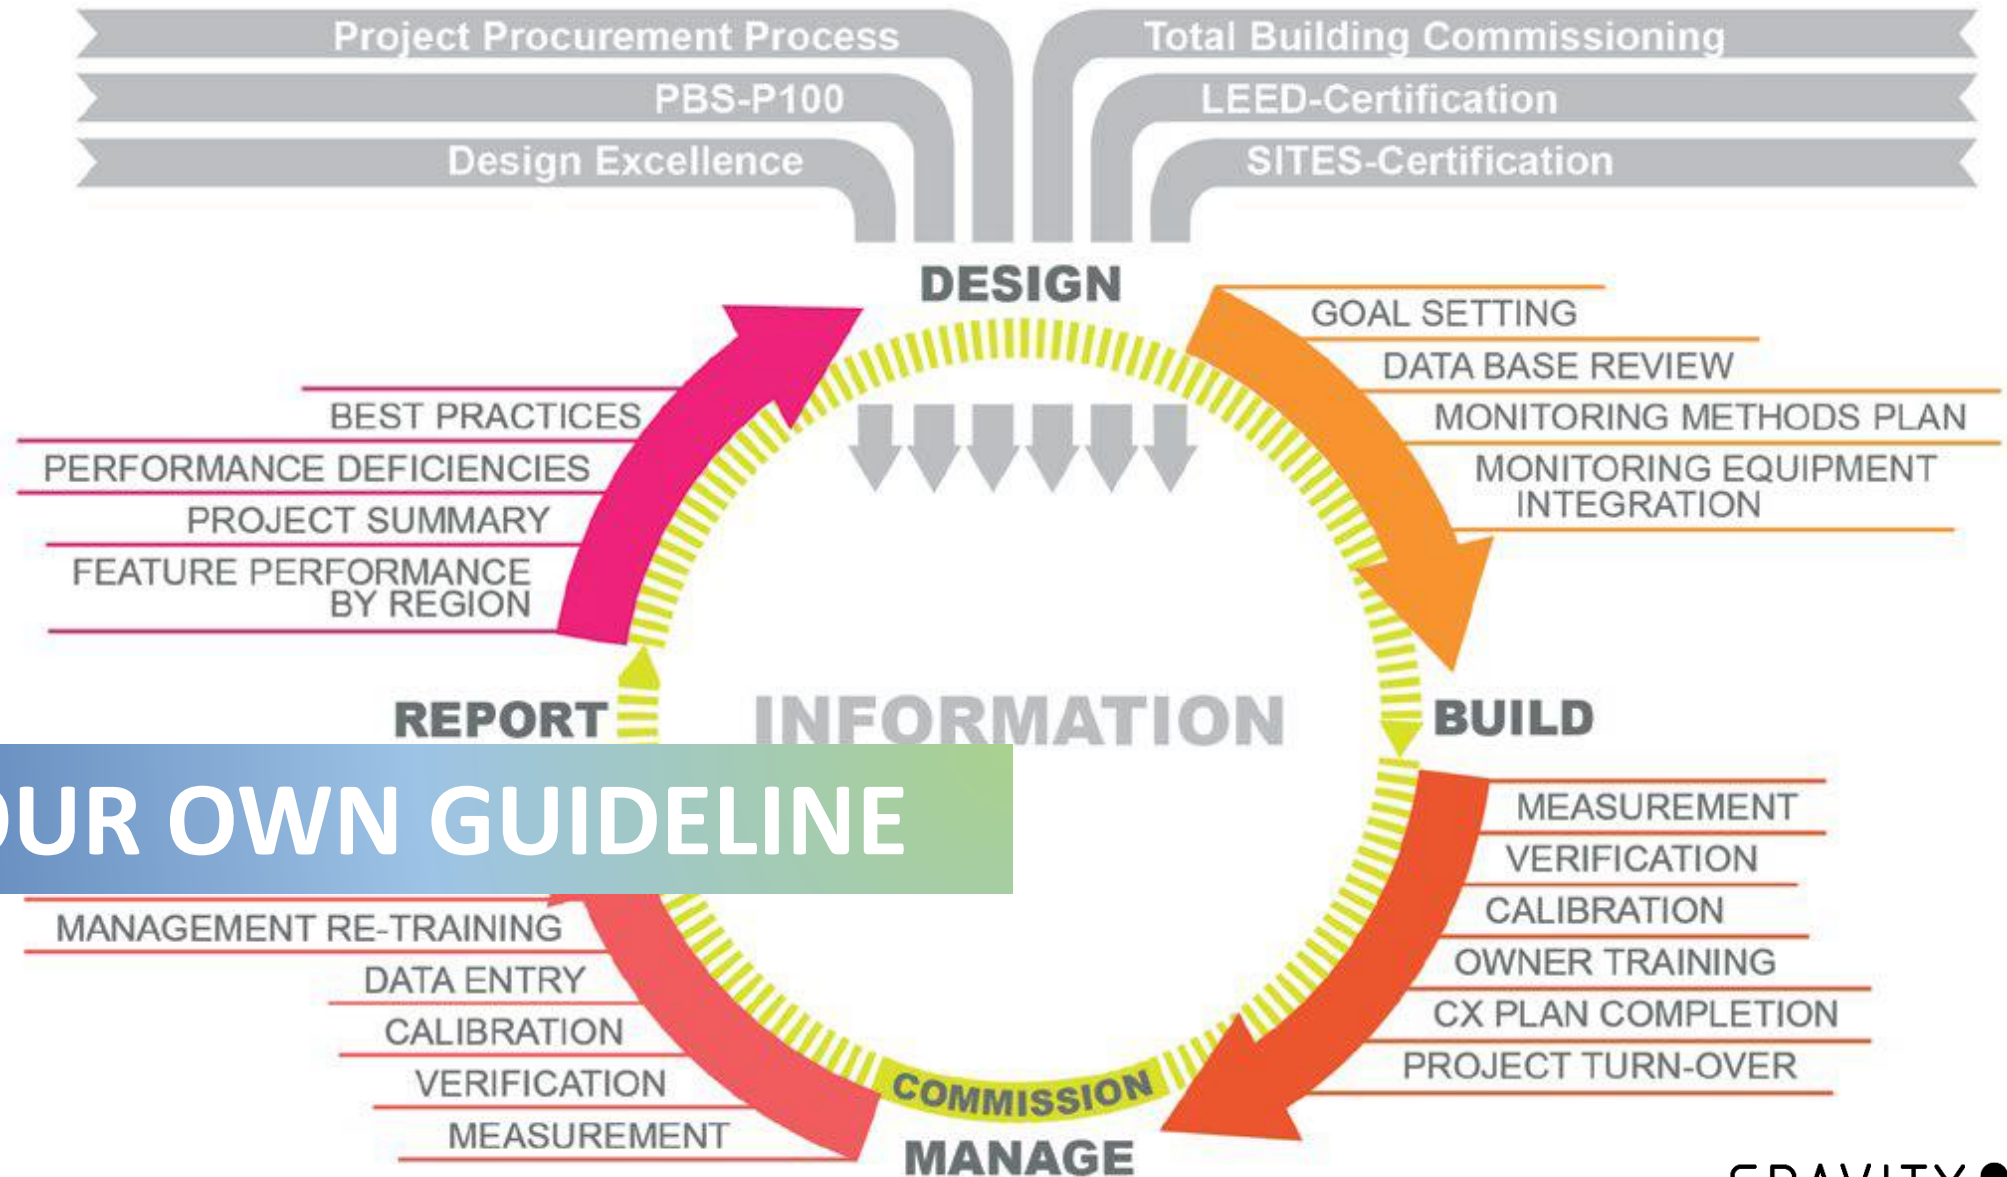 Project Procurement Process
PBS-P100
Design Excellence
Total Building Commissioning
LEED-Certification
SITES-Certification
DESIGN
GOAL SETTING
DATA BASE REVIEW
MONITORING METHODS PLAN
MONITORING EQUIPMENT
INTEGRATION
BEST PRACTICES
PERFORMANCE DEFICIENCIES
PROJECT SUMMARY
FEATURE PERFORMANCE
BY REGION
REPORT
INFORMATION
BUILD
OUR OWN GUIDELINE
MEASUREMENT
VERIFICATION
CALIBRATION
OWNER TRAINING
CX PLAN COMPLETION
PROJECT TURN-OVER
MANAGEMENT RE-TRAINING
DATA ENTRY
CALIBRATION
VERIFICATION
MEASUREMENT
COMMISSION
MANAGE
GRAVITY